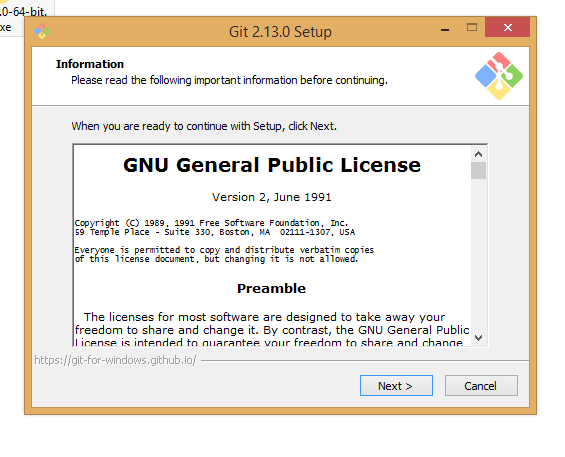 .0-64-bit.
xe
Git 2.13.0 Setup
Information
Please read the following important information before continuing.
When you are ready to continue with Setup, click Next.
GNU General Public License
Version 2, June 1991
Copyright (C) 1989, 1991 Free Software Foundation, Inc.
59 Temple Place - Suite 330, Boston, MA  02111-1307, USA
Everyone is permitted to copy and distribute verbatim copies
of this license document, but changing it is not allowed.
Preamble
The licenses for most software are designed to take away your
freedom to share and change it. By contrast, the GNU General Public
License is intended to guarantee your freedom to share and change
https://git-for-windows.github.io/
Next >
Cancel